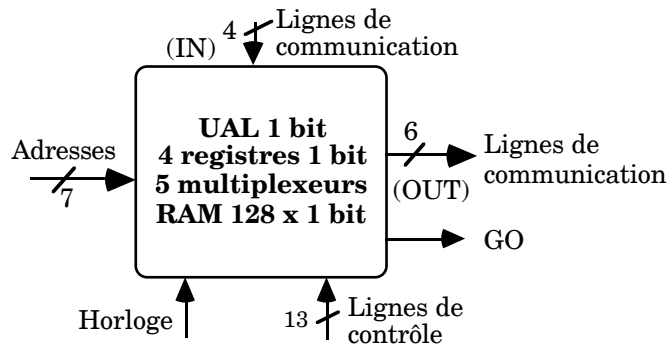 4
Lignes de
communication
(IN)
UAL 1 bit
4 registres 1 bit
5 multiplexeurs
RAM 128 x 1 bit
Adresses
7
6
Lignes de
communication
(OUT)
GO
Horloge
13
Lignes de
contrôle